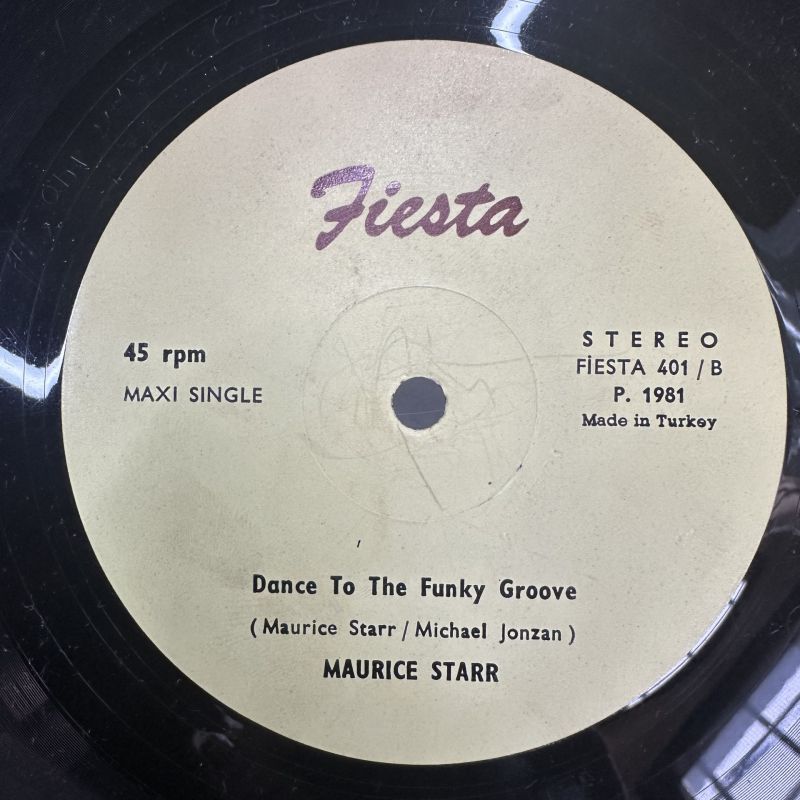 Fiesta
45 rpm
MAXI SINGLE
STEREO
FİESTA 401 / B
P. 1981
Made in Turkey
Dance To The Funky Groove
( Maurice Starr / Michael Jonzan )
MAURICE STARR